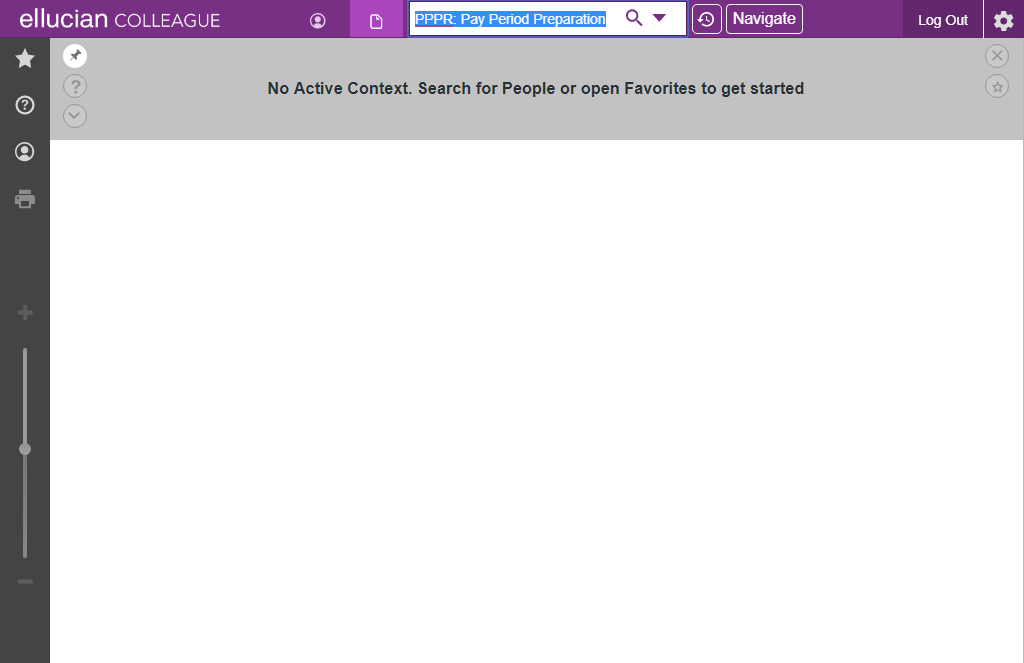 ellucian COLLEAGUE
PPPR: Pay Period Preparation
Navigate
Log Out
No Active Context. Search for People or open Favorites to get started